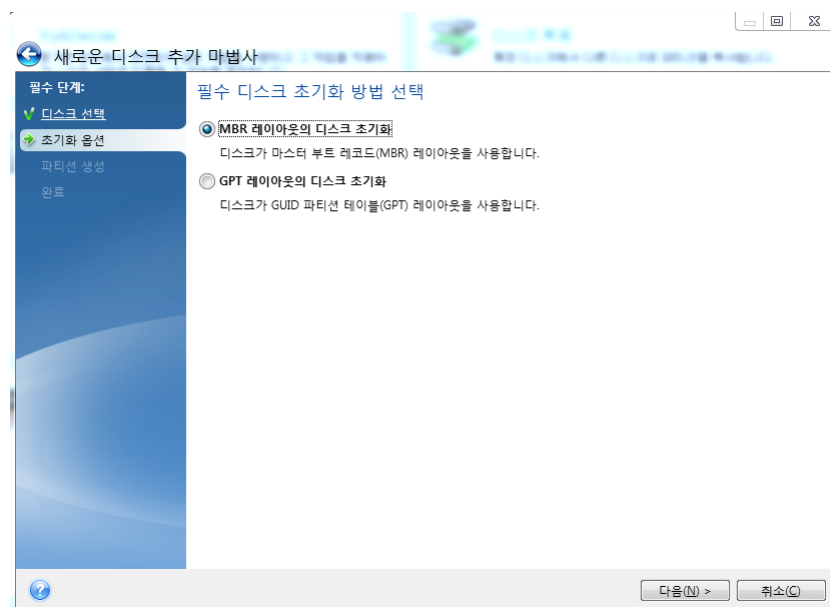 새로운 디스크 추가 마법사
필수 단계:
디스크 선택
초기화 옵션
파티션 생성
완료
필수 디스크 초기화 방법 선택
MBR 레이아웃의 디스크 초기화
디스크가 마스터 부트 레코드(MBR) 레이아웃을 사용합니다.
GPT 레이아웃의 디스크 초기화
디스크가 GUID 파티션 테이블(GPT) 레이아웃을 사용합니다.
다음(N) >
취소(C)